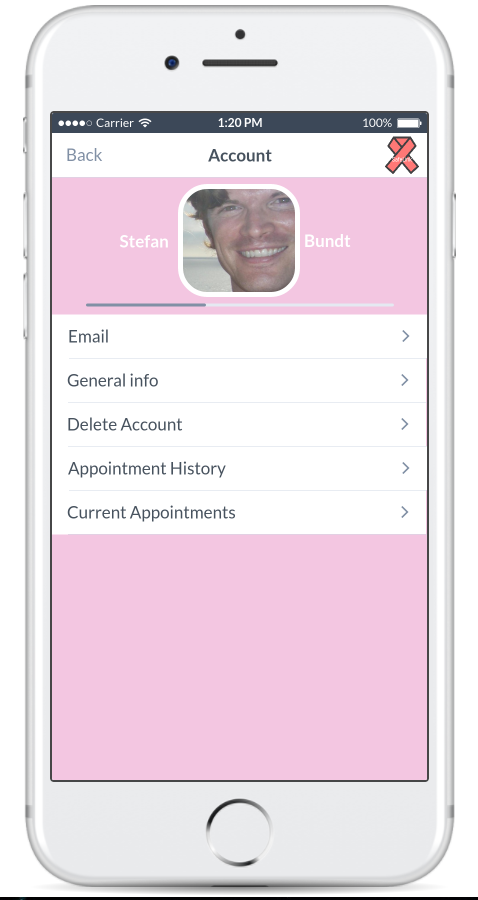 Carrier 1:20 PM 100%
Back Account
Stefan Bundt
Email
General info
Delete Account
Appointment History
Current Appointments